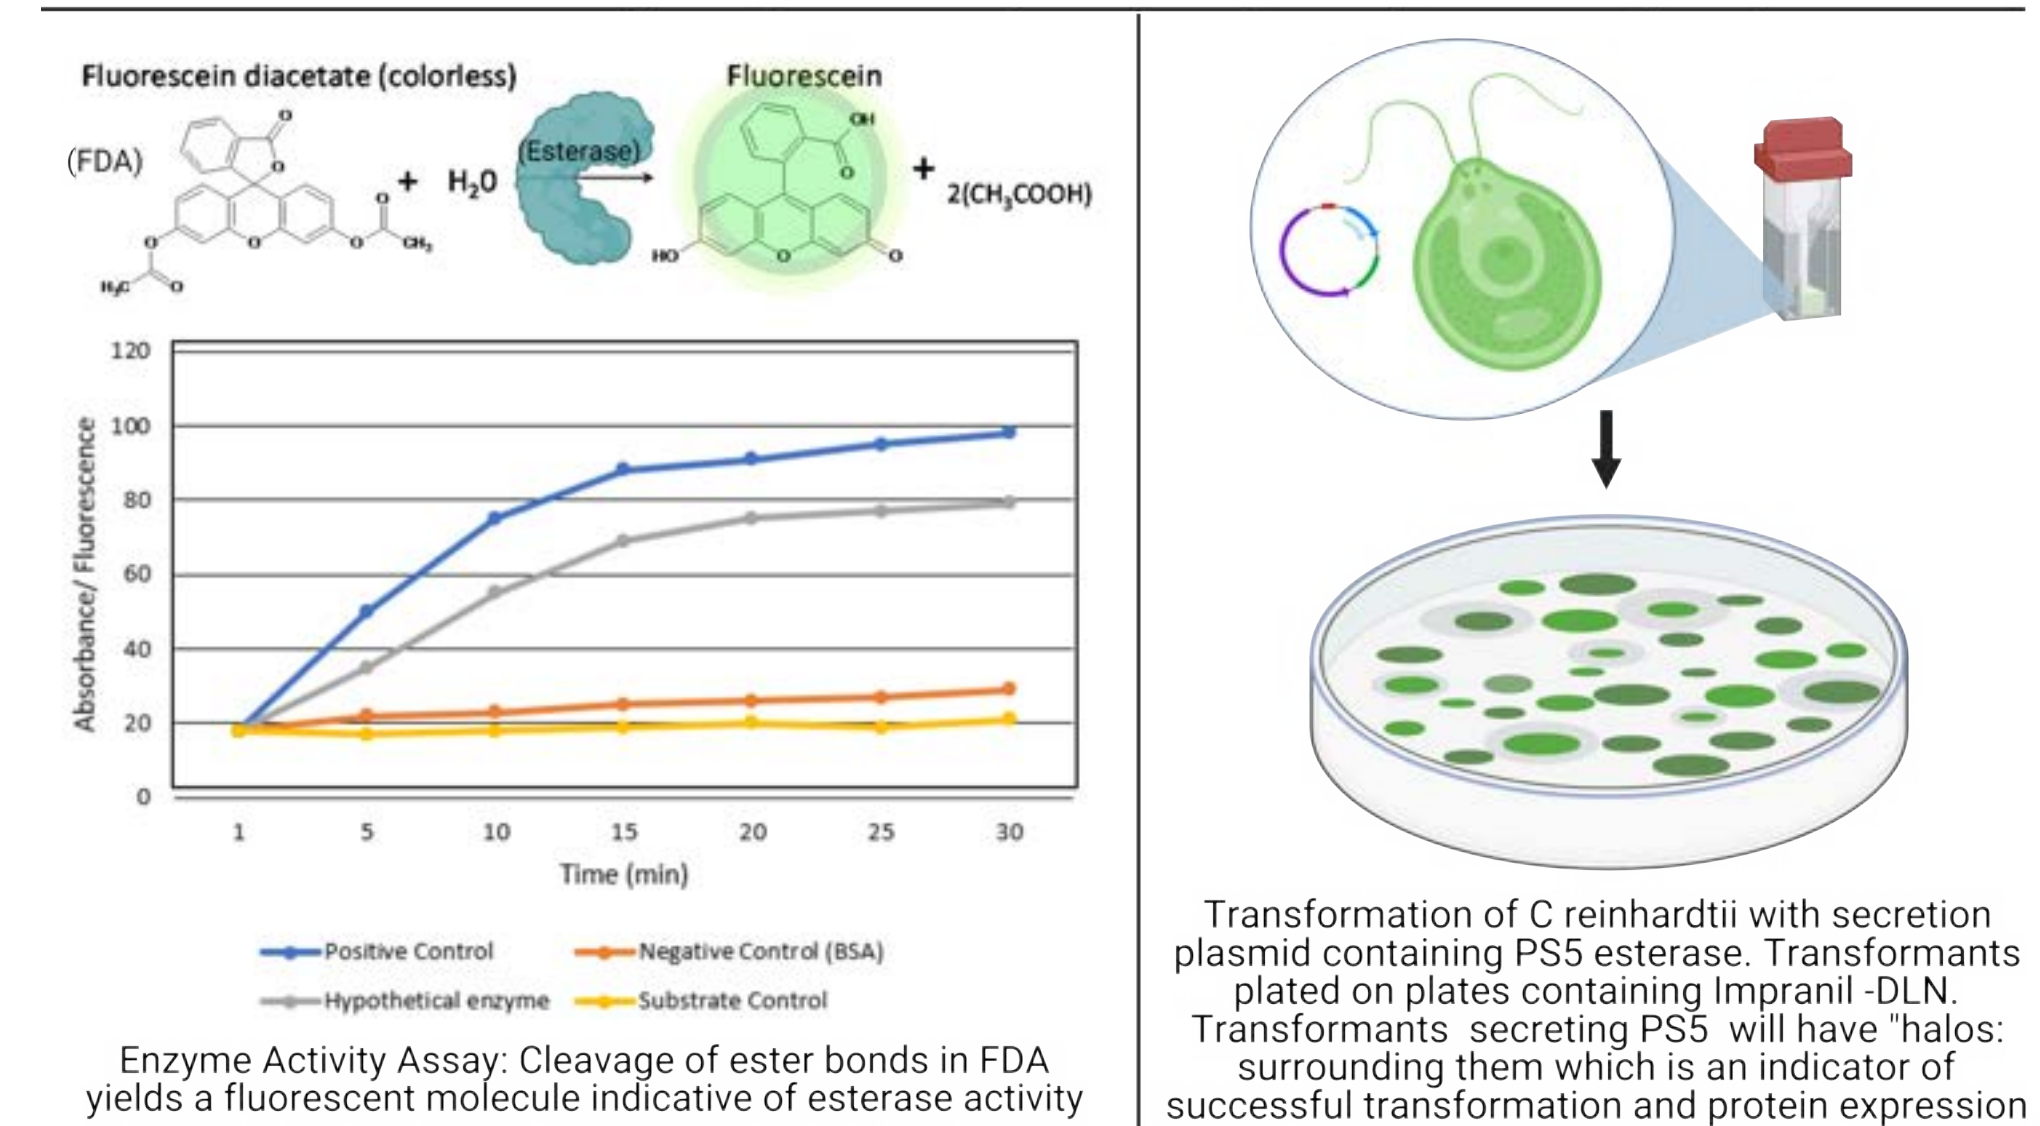 Fluorescein diacetate (colorless)
Fluorescein
(FDA)
+
H₂0
(Esterase)
+
2(CH₃COOH)
O
O
O
O
O
O
CH₃
H₃C
O
OH
O
HO
O
O
120
100
80
60
40
20
0
Absorbance/ Fluorescence
1 5 10 15 20 25 30
Time (min)
Positive Control
Negative Control (BSA)
Hypothetical enzyme
Substrate Control
Enzyme Activity Assay: Cleavage of ester bonds in FDA
yields a fluorescent molecule indicative of esterase activity
Transformation of C reinhardtii with secretion
plasmid containing PS5 esterase. Transformants
plated on plates containing Impranil -DLN.
Transformants secreting PS5 will have "halos:
surrounding them which is an indicator of
successful transformation and protein expression